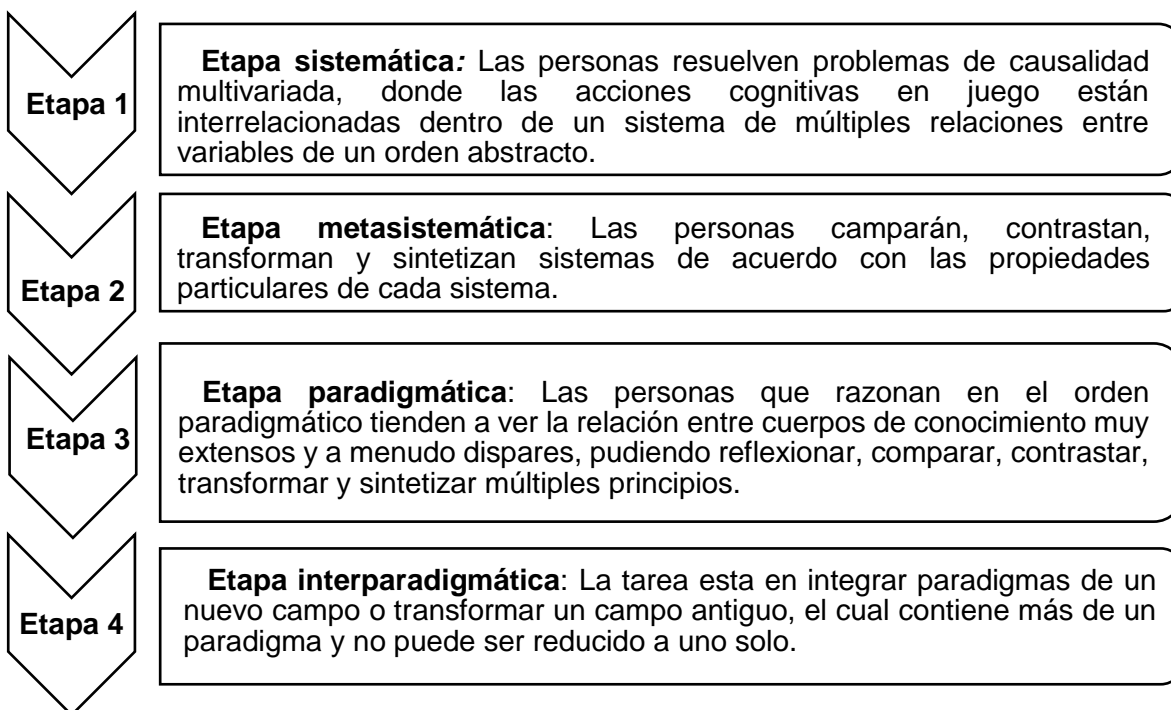 Etapa 1
Etapa sistemática: Las personas resuelven problemas de causalidad
multivariada, donde las acciones cognitivas en juego están
interrelacionadas dentro de un sistema de múltiples relaciones entre
variables de un orden abstracto.
Etapa 2
Etapa metasistemática: Las personas camparán, contrastan,
transforman y sintetizan sistemas de acuerdo con las propiedades
particulares de cada sistema.
Etapa 3
Etapa paradigmática: Las personas que razonan en el orden
paradigmático tienden a ver la relación entre cuerpos de conocimiento muy
extensos y a menudo dispares, pudiendo reflexionar, comparar, contrastar,
transformar y sintetizar múltiples principios.
Etapa 4
Etapa interparadigmática: La tarea esta en integrar paradigmas de un
nuevo campo o transformar un campo antiguo, el cual contiene más de un
paradigma y no puede ser reducido a uno solo.